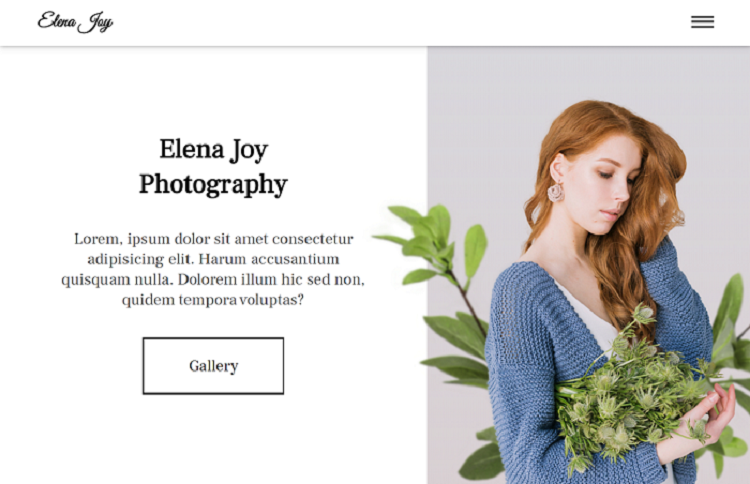 Elena Joy
Elena Joy
Photography
Lorem, ipsum dolor sit amet consectetur
adipisicing elit. Harum accusantium
quisquam nulla. Dolorem illum hic sed non,
quidem tempora voluptas?
Gallery